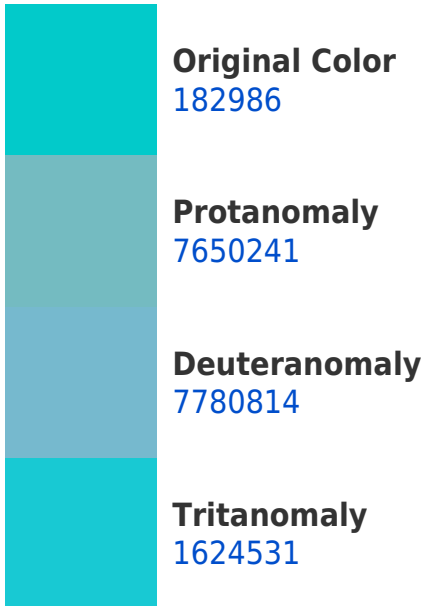 Original Color
182986
Protanomaly
7650241
Deuteranomaly
7780814
Tritanomaly
1624531